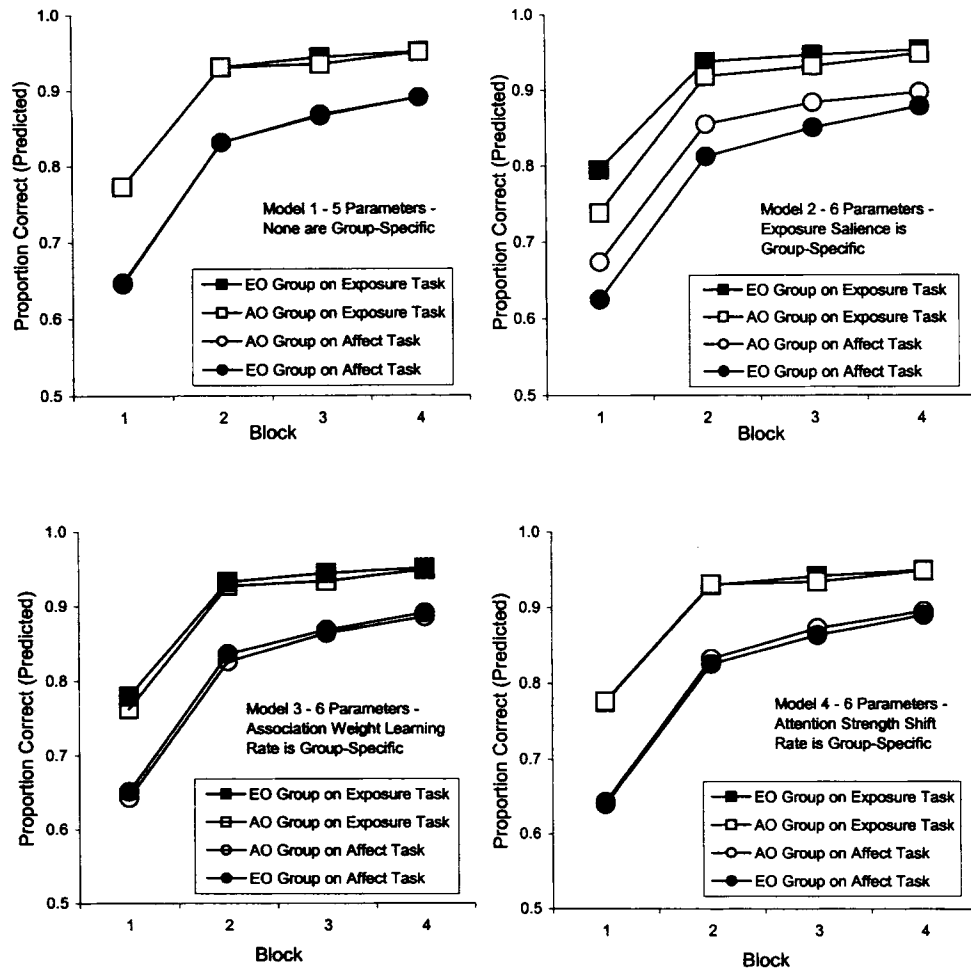 Proportion Correct (Predicted)
1.0
0.9
0.8
0.7
0.6
0.5
Model 1 - 5 Parameters -
None are Group-Specific
EO Group on Exposure Task
AO Group on Exposure Task
AO Group on Affect Task
EO Group on Affect Task
1 2 3 4
Block
Proportion Correct (Predicted)
1.0
0.9
0.8
0.7
0.6
0.5
Model 2 - 6 Parameters -
Exposure Salience is
Group-Specific
EO Group on Exposure Task
AO Group on Exposure Task
AO Group on Affect Task
EO Group on Affect Task
1 2 3 4
Block
Proportion Correct (Predicted)
1.0
0.9
0.8
0.7
0.6
0.5
Model 3 - 6 Parameters -
Association Weight Learning
Rate is Group-Specific
EO Group on Exposure Task
AO Group on Exposure Task
AO Group on Affect Task
EO Group on Affect Task
1 2 3 4
Block
Proportion Correct (Predicted)
1.0
0.9
0.8
0.7
0.6
0.5
Model 4 - 6 Parameters -
Attention Strength Shift
Rate is Group-Specific
EO Group on Exposure Task
AO Group on Exposure Task
AO Group on Affect Task
EO Group on Affect Task
1 2 3 4
Block